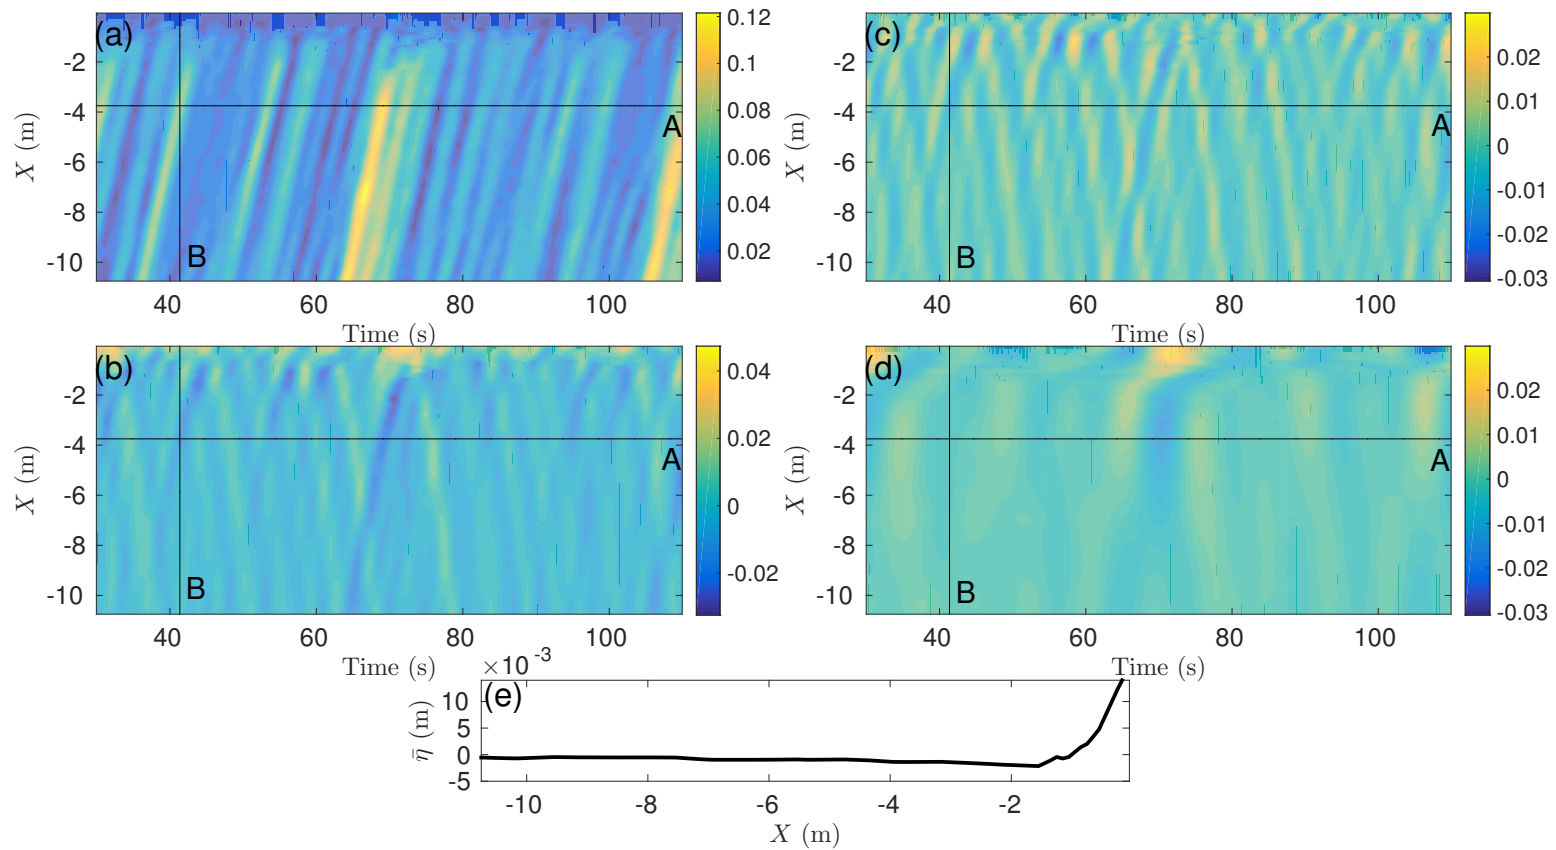 (a)
-2
-4
-6
-8
-10
X (m)
A
B
40
60
80
100
Time (s)
0.12
0.1
0.08
0.06
0.04
0.02
(c)
-2
-4
-6
-8
-10
X (m)
A
B
40
60
80
100
Time (s)
0.02
0.01
0
-0.01
-0.02
-0.03
(b)
-2
-4
-6
-8
-10
X (m)
A
B
40
60
80
100
Time (s)
0.04
0.02
0
-0.02
(d)
-2
-4
-6
-8
-10
X (m)
A
B
40
60
80
100
Time (s)
0.02
0.01
0
-0.01
-0.02
-0.03
×10⁻³
(e)
10
5
0
-5
η̄ (m)
-10
-8
-6
-4
-2
X (m)